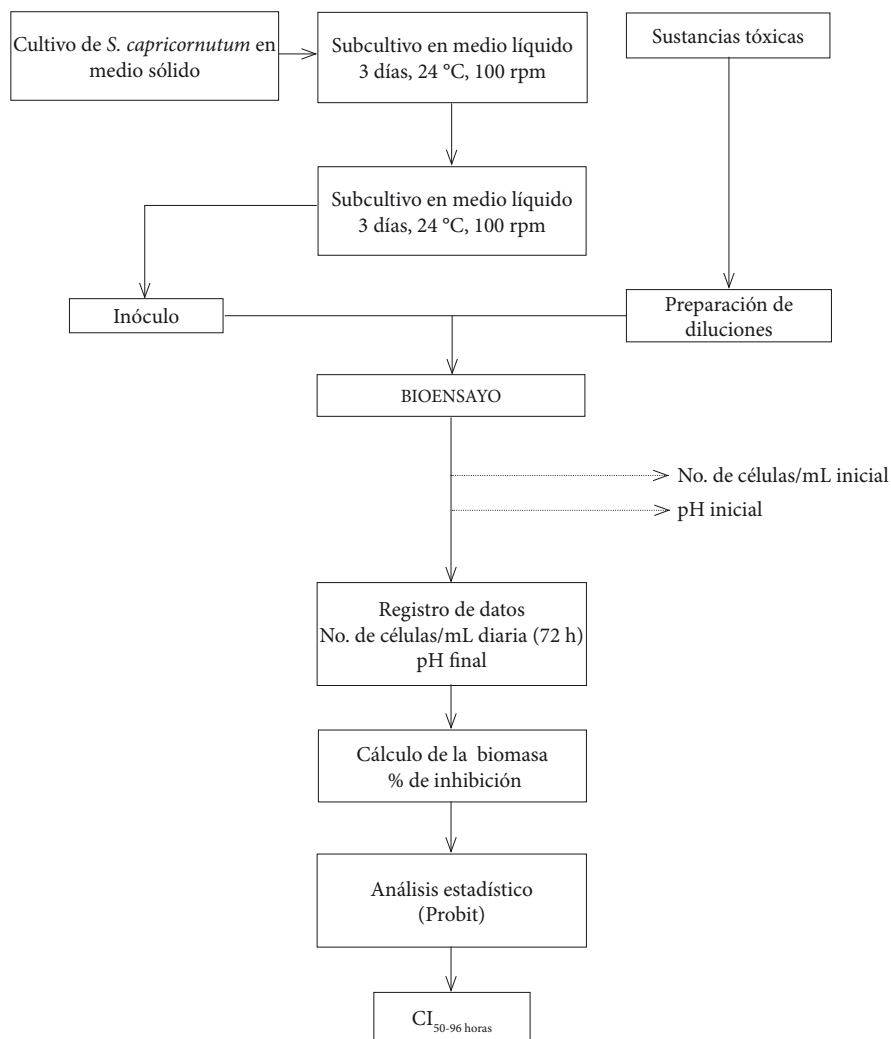 Cultivo de S. capricornutum en
medio sólido
Subcultivo en medio líquido
3 días, 24 °C, 100 rpm
Sustancias tóxicas
Subcultivo en medio líquido
3 días, 24 °C, 100 rpm
Inóculo
Preparación de
diluciones
BIOENSAYO
No. de células/mL inicial
pH inicial
Registro de datos
No. de células/mL diaria (72 h)
pH final
Cálculo de la biomasa
% de inhibición
Análisis estadístico
(Probit)
CI50-96 horas